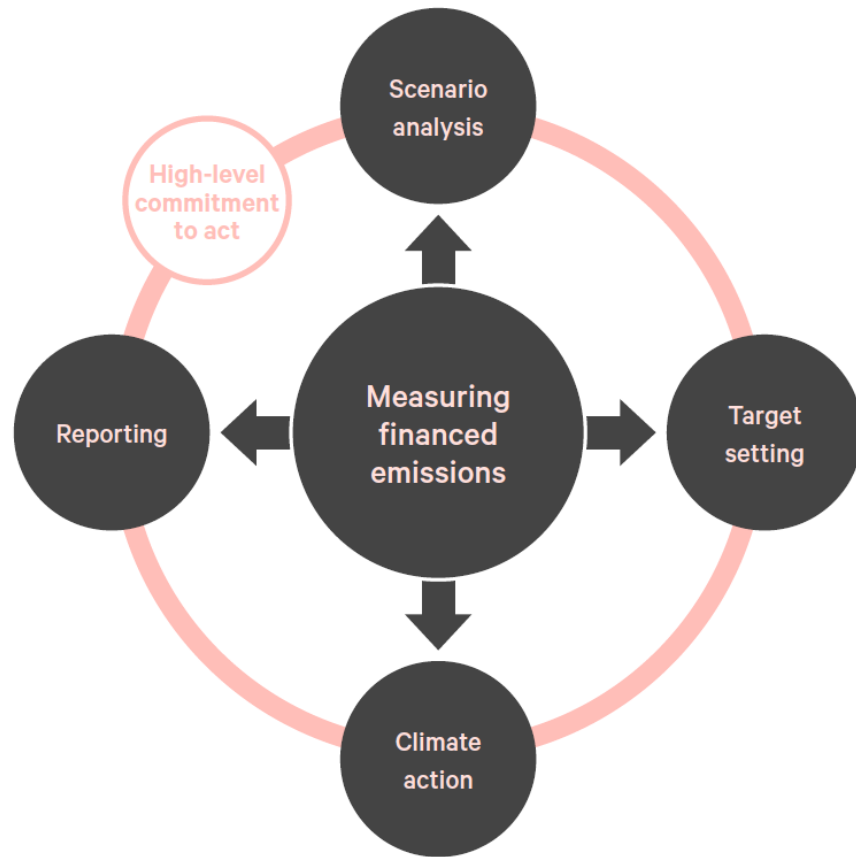 Scenario
analysis
High-level
commitment
to act
Measuring
financed
emissions
Reporting
Target
setting
Climate
action